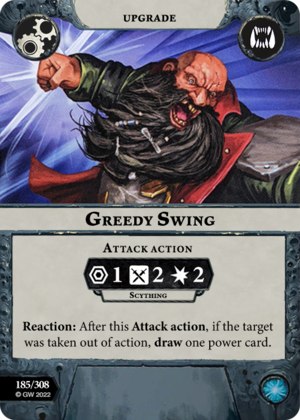 UPGRADE
GREEDY SWING
ATTACK ACTION
1 2 2
SCYTHING
Reaction: After this Attack action, if the target
was taken out of action, draw one power card.
185/308
© GW 2022